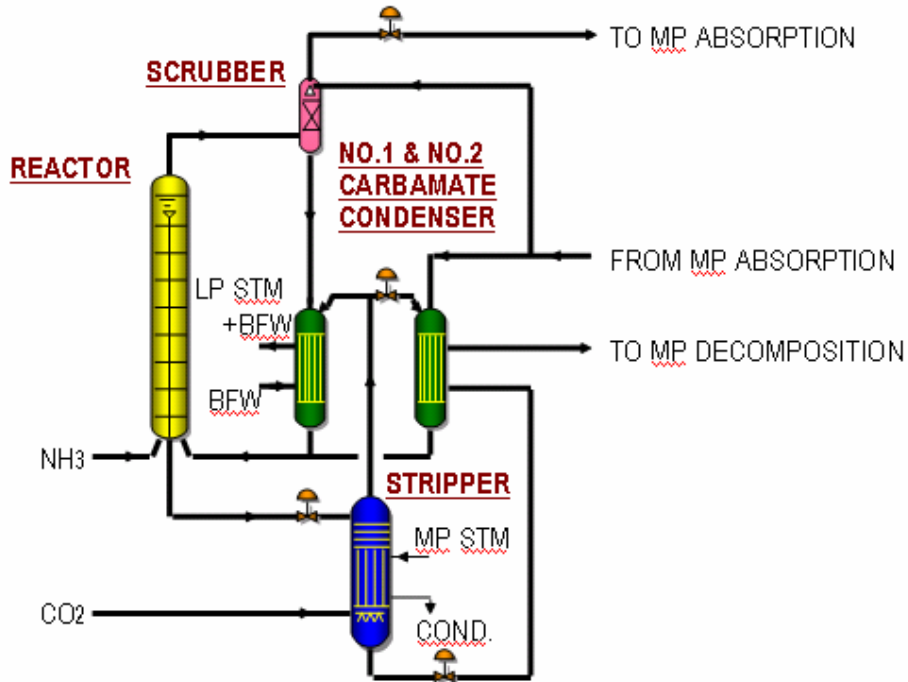 TO MP ABSORPTION
SCRUBBER
REACTOR
NO.1 & NO.2
CARBAMATE
CONDENSER
FROM MP ABSORPTION
LP STM
+BFW
TO MP DECOMPOSITION
BFW
NH3
STRIPPER
MP STM
CO2
COND.